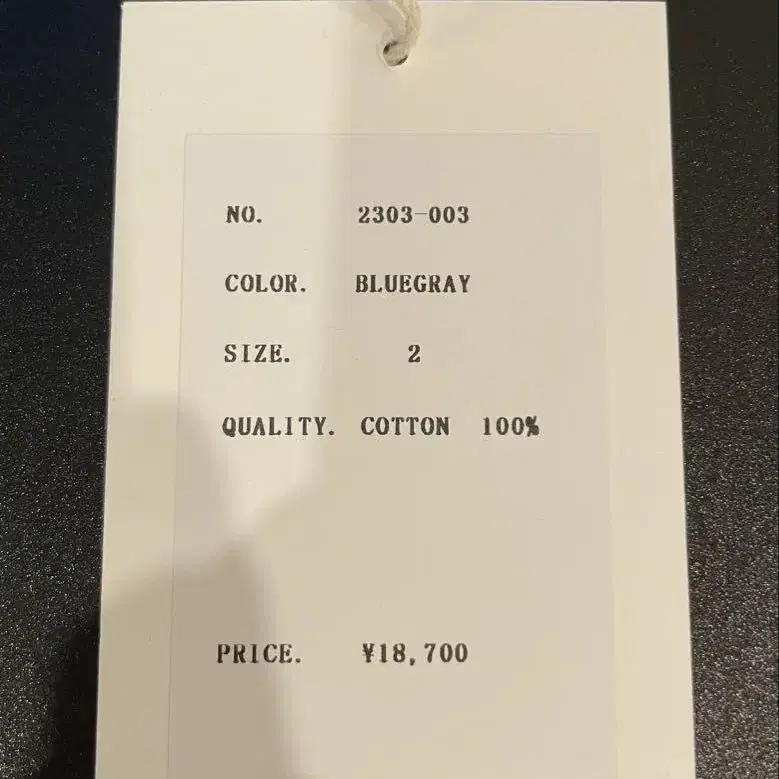 NO. 2303-003
COLOR. BLUEGRAY
SIZE. 2
QUALITY. COTTON 100%
PRICE. ¥18,700